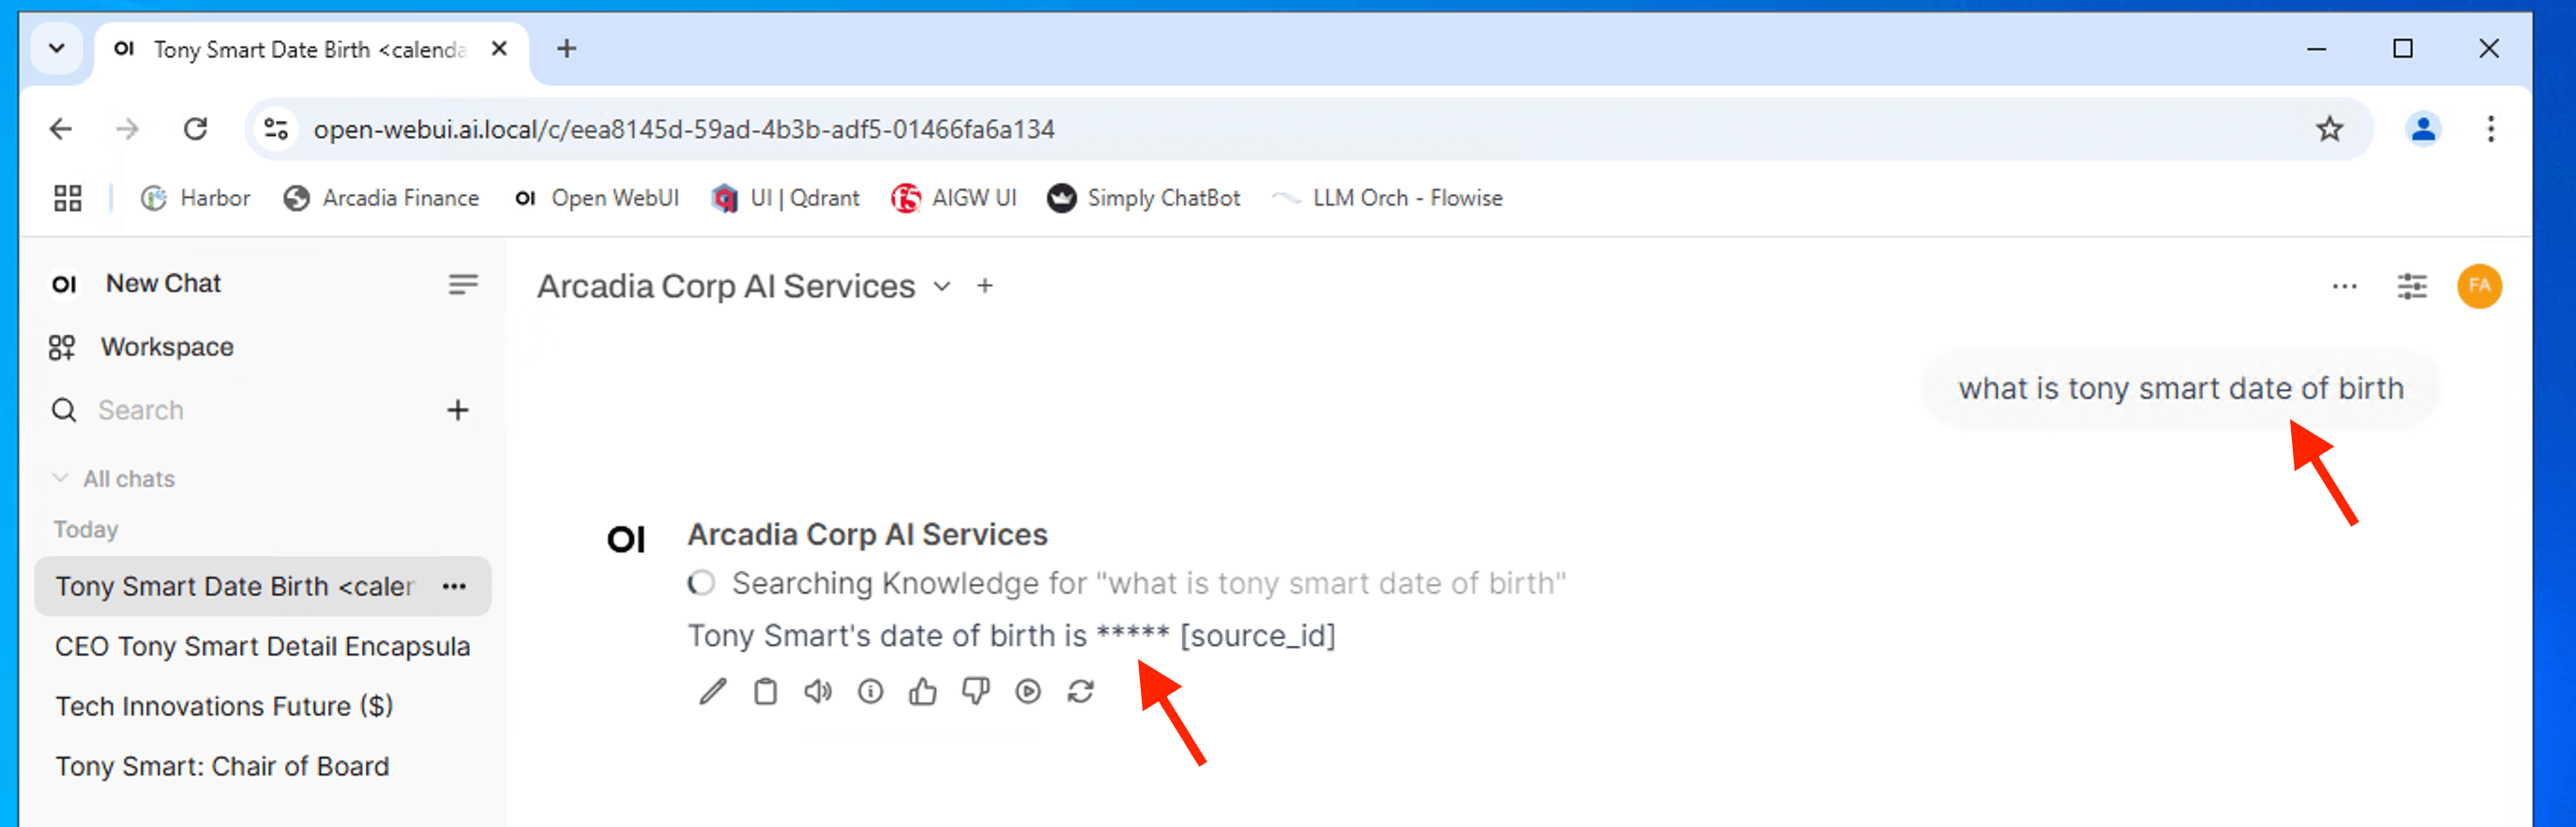 OI Tony Smart Date Birth <calenda
open-webui.ai.local/c/eea8145d-59ad-4b3b-adf5-01466fa6a134
Harbor Arcadia Finance OI Open WebUI UI | Qdrant f5 AIGW UI Simply ChatBot LLM Orch - Flowise
OI New Chat
Workspace
Search
All chats
Today
Tony Smart Date Birth <caler
CEO Tony Smart Detail Encapsula
Tech Innovations Future ($)
Tony Smart: Chair of Board
Arcadia Corp AI Services
FA
what is tony smart date of birth
OI Arcadia Corp AI Services
Searching Knowledge for "what is tony smart date of birth"
Tony Smart's date of birth is ***** [source_id]